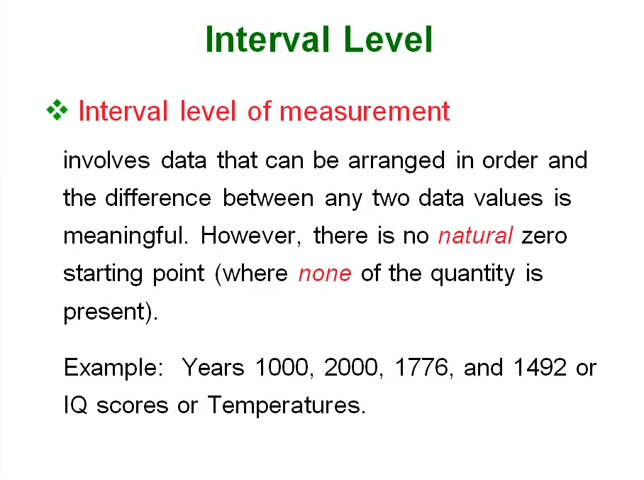 Interval Level
Interval level of measurement
involves data that can be arranged in order and
the difference between any two data values is
meaningful. However, there is no natural zero
starting point (where none of the quantity is
present).
Example: Years 1000, 2000, 1776, and 1492 or
IQ scores or Temperatures.